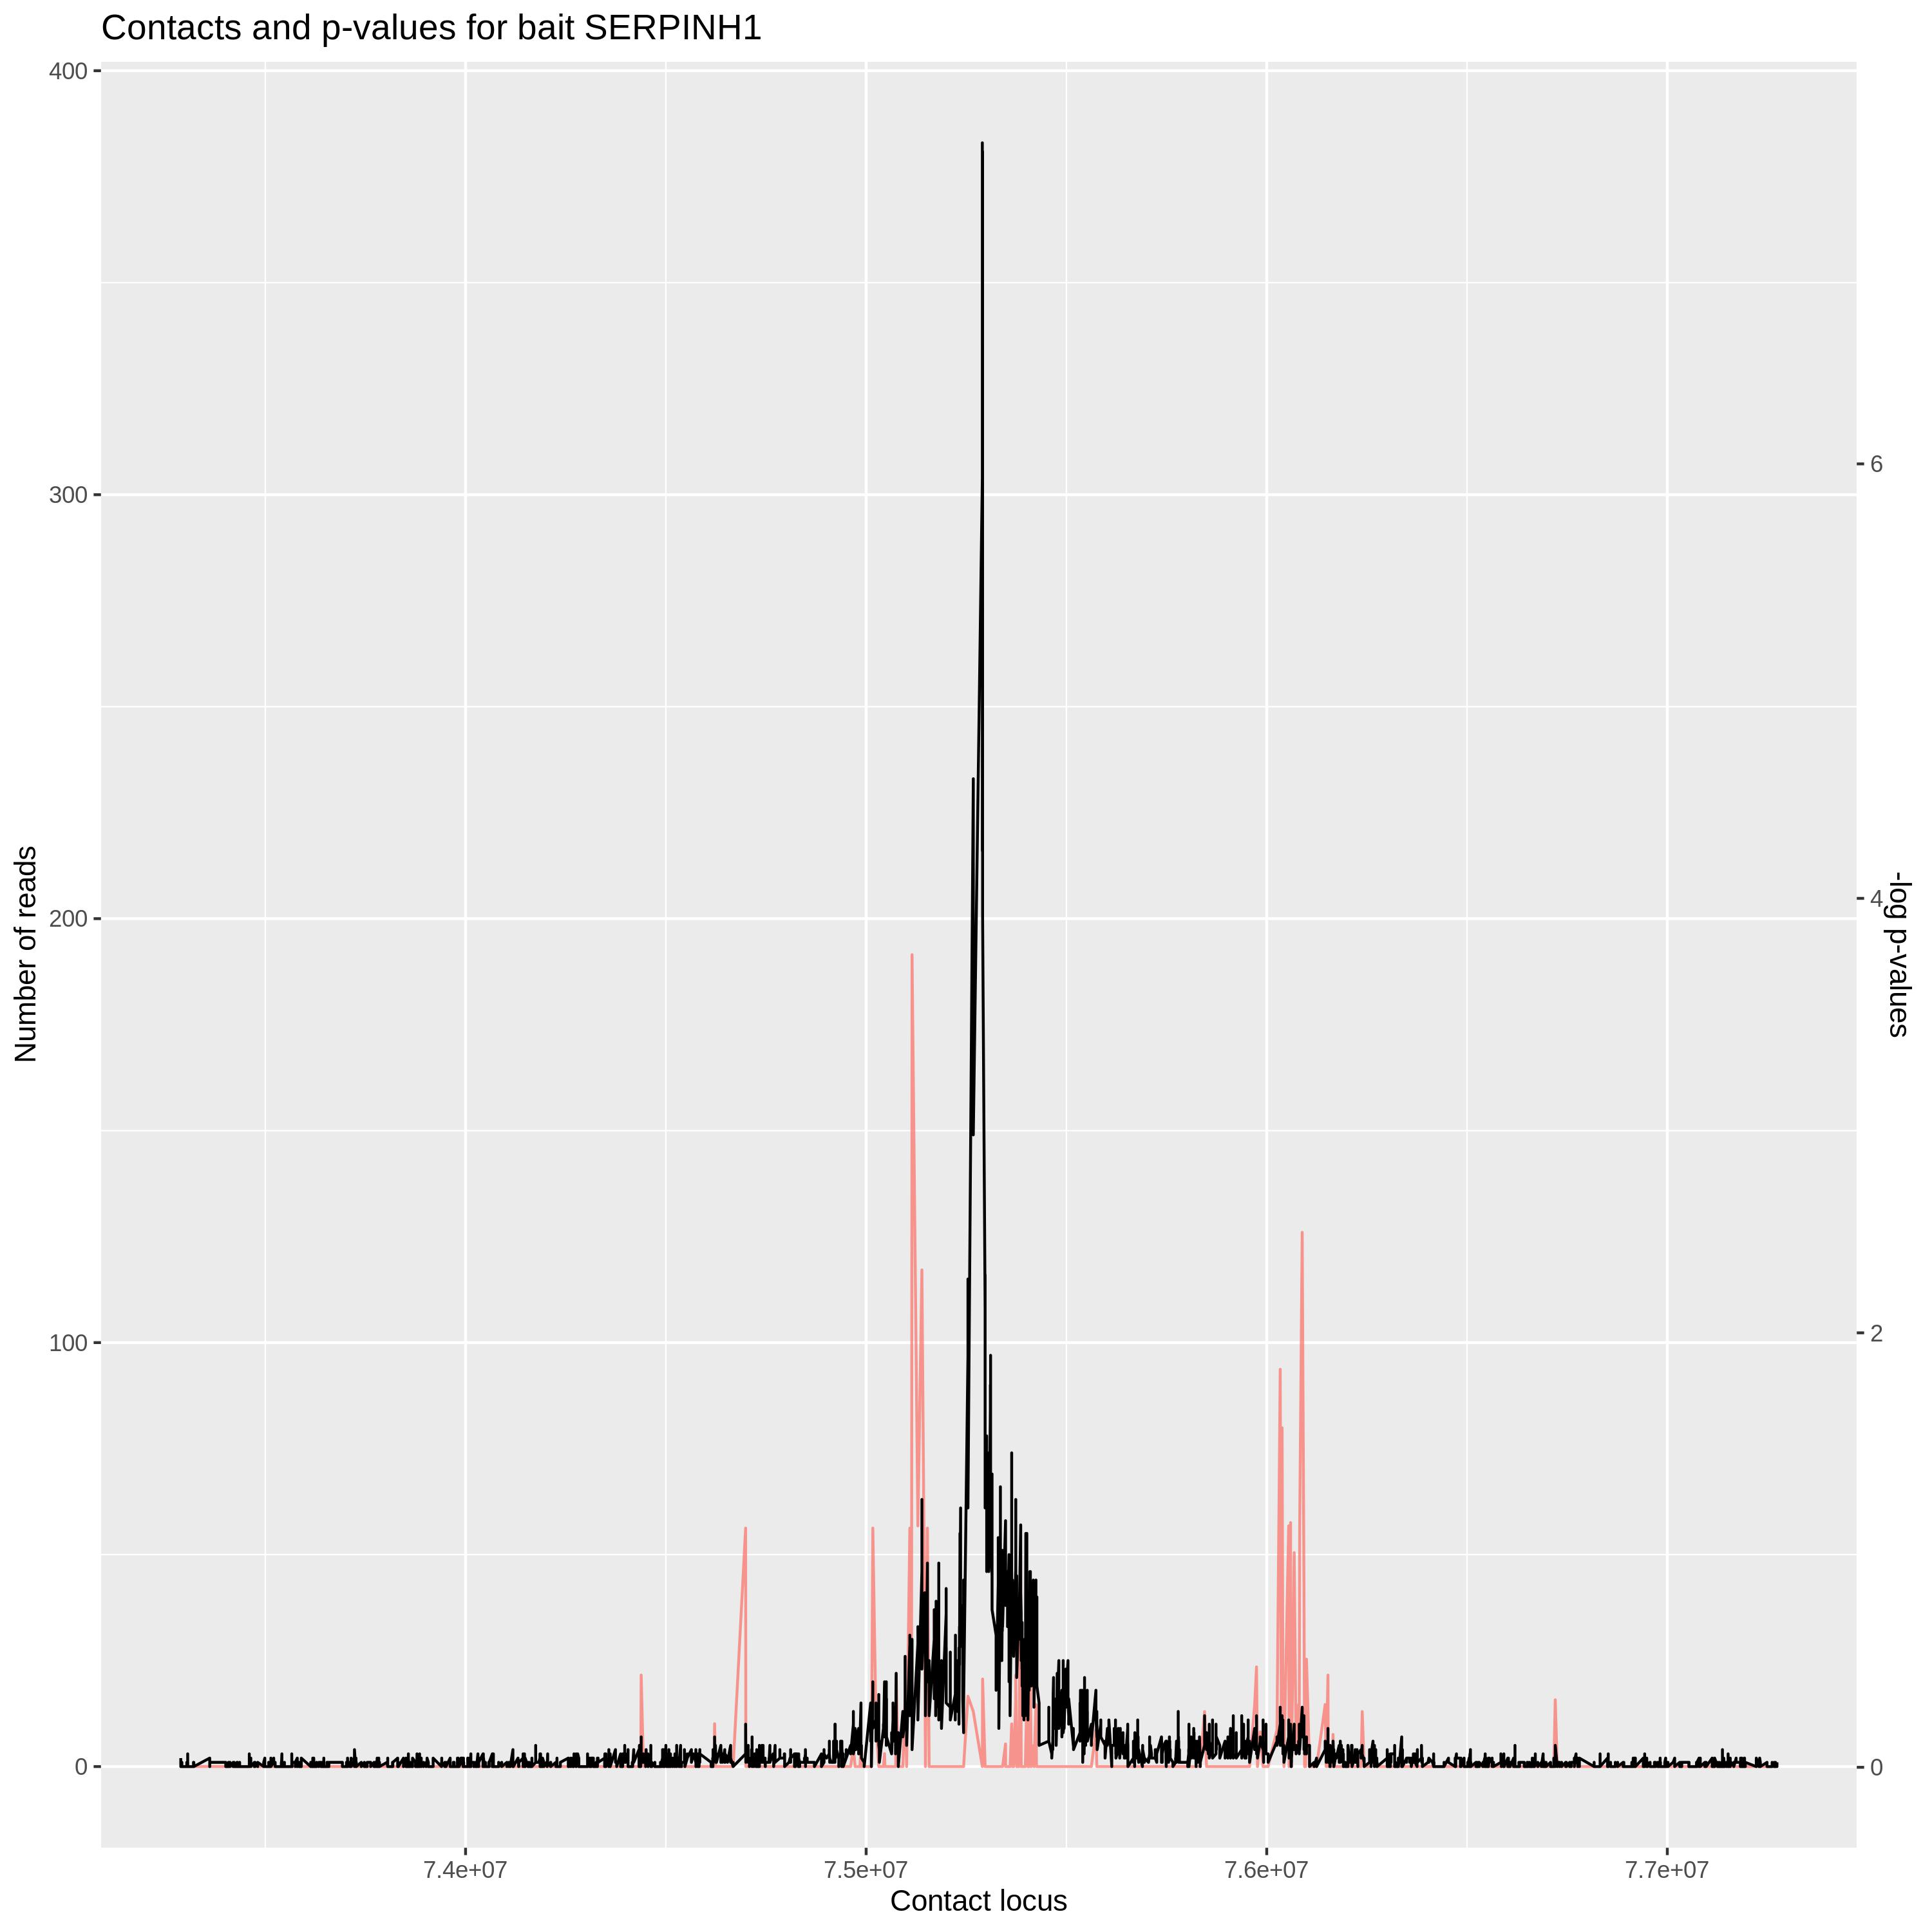 Contacts and p-values for bait SERPINH1
400
300
200
100
0
Number of reads
6
4
2
0
-log p-values
7.4e+07 7.5e+07 7.6e+07 7.7e+07
Contact locus